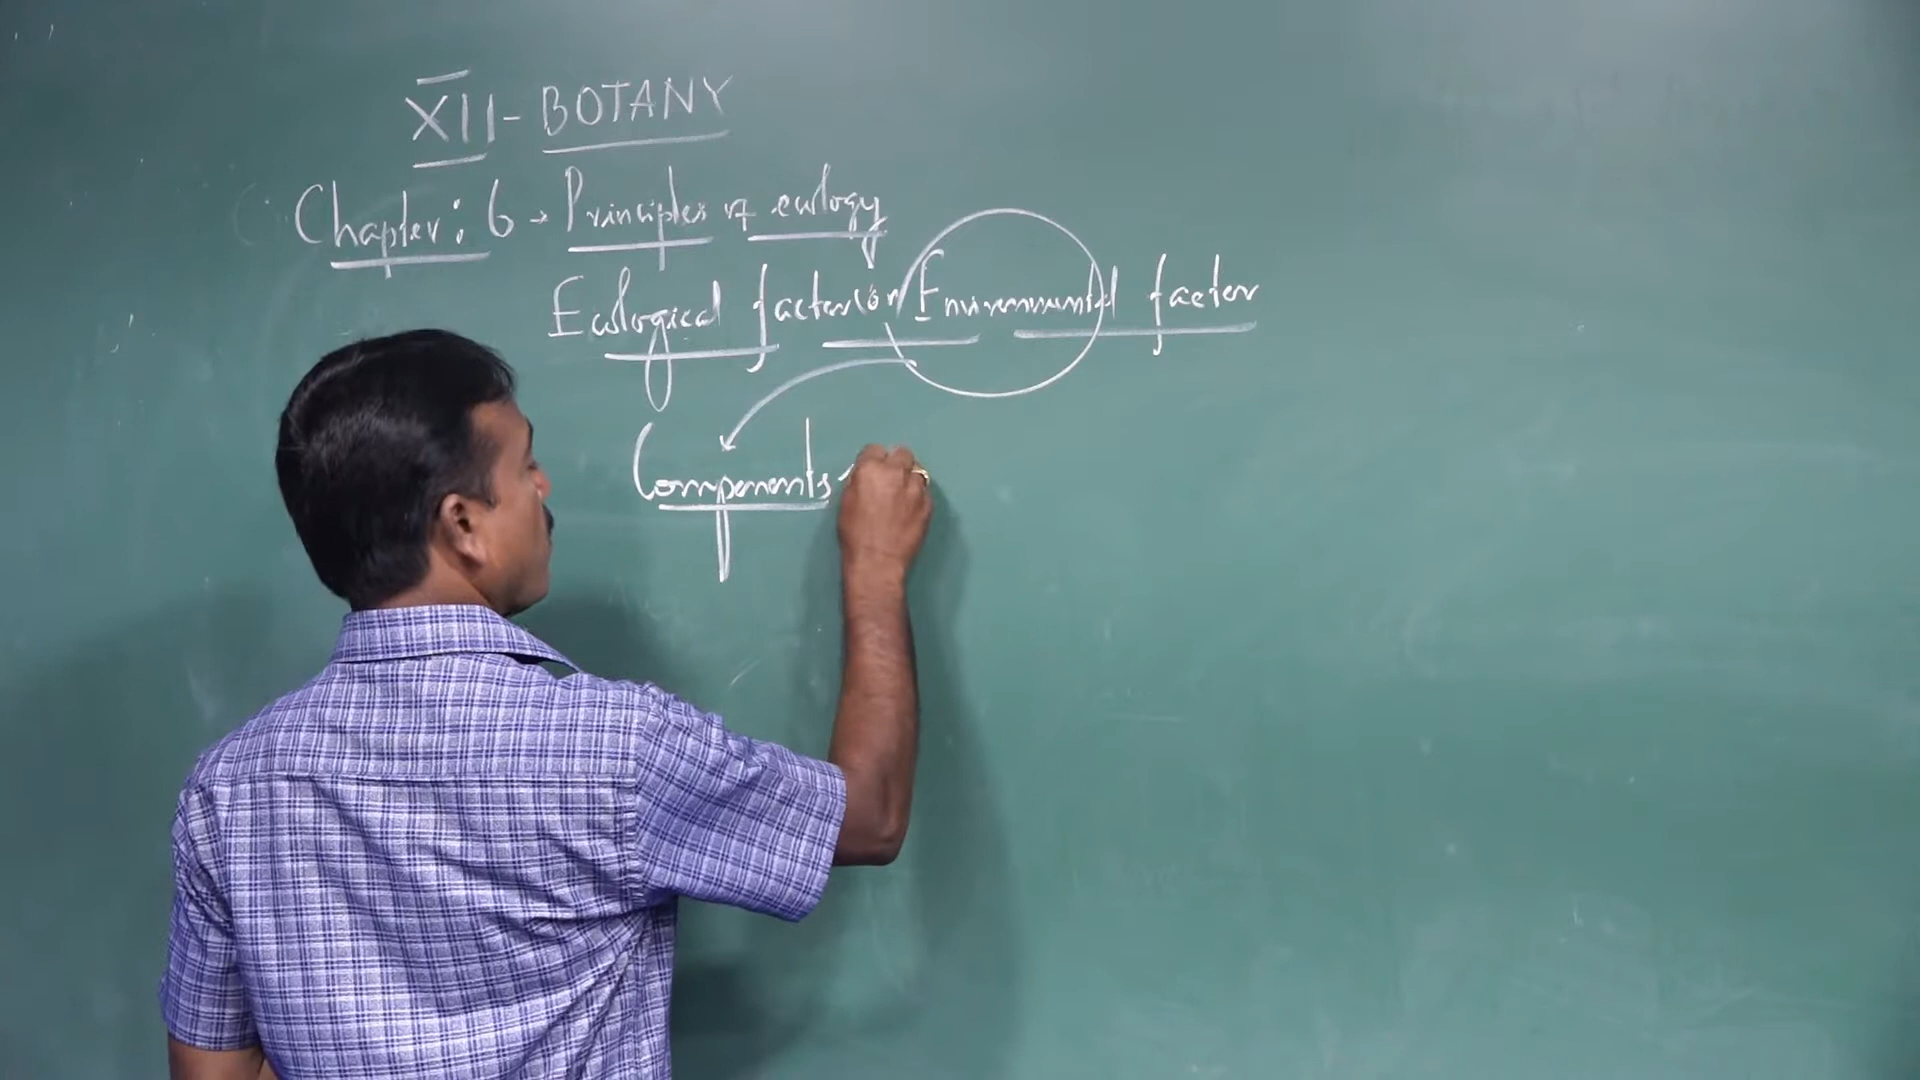 XII - BOTANY
Chapter: 6 → Principles of ecology
Ecological factor (or) Environmental factor
Components